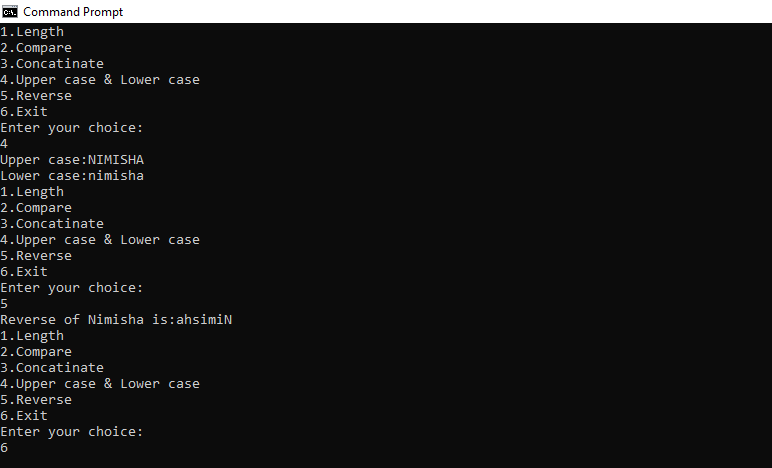 Command Prompt
1.Length
2.Compare
3.Concatinate
4.Upper case & Lower case
5.Reverse
6.Exit
Enter your choice:
4
Upper case:NIMISHA
Lower case:nimisha
1.Length
2.Compare
3.Concatinate
4.Upper case & Lower case
5.Reverse
6.Exit
Enter your choice:
5
Reverse of Nimisha is:ahsimiN
1.Length
2.Compare
3.Concatinate
4.Upper case & Lower case
5.Reverse
6.Exit
Enter your choice:
6